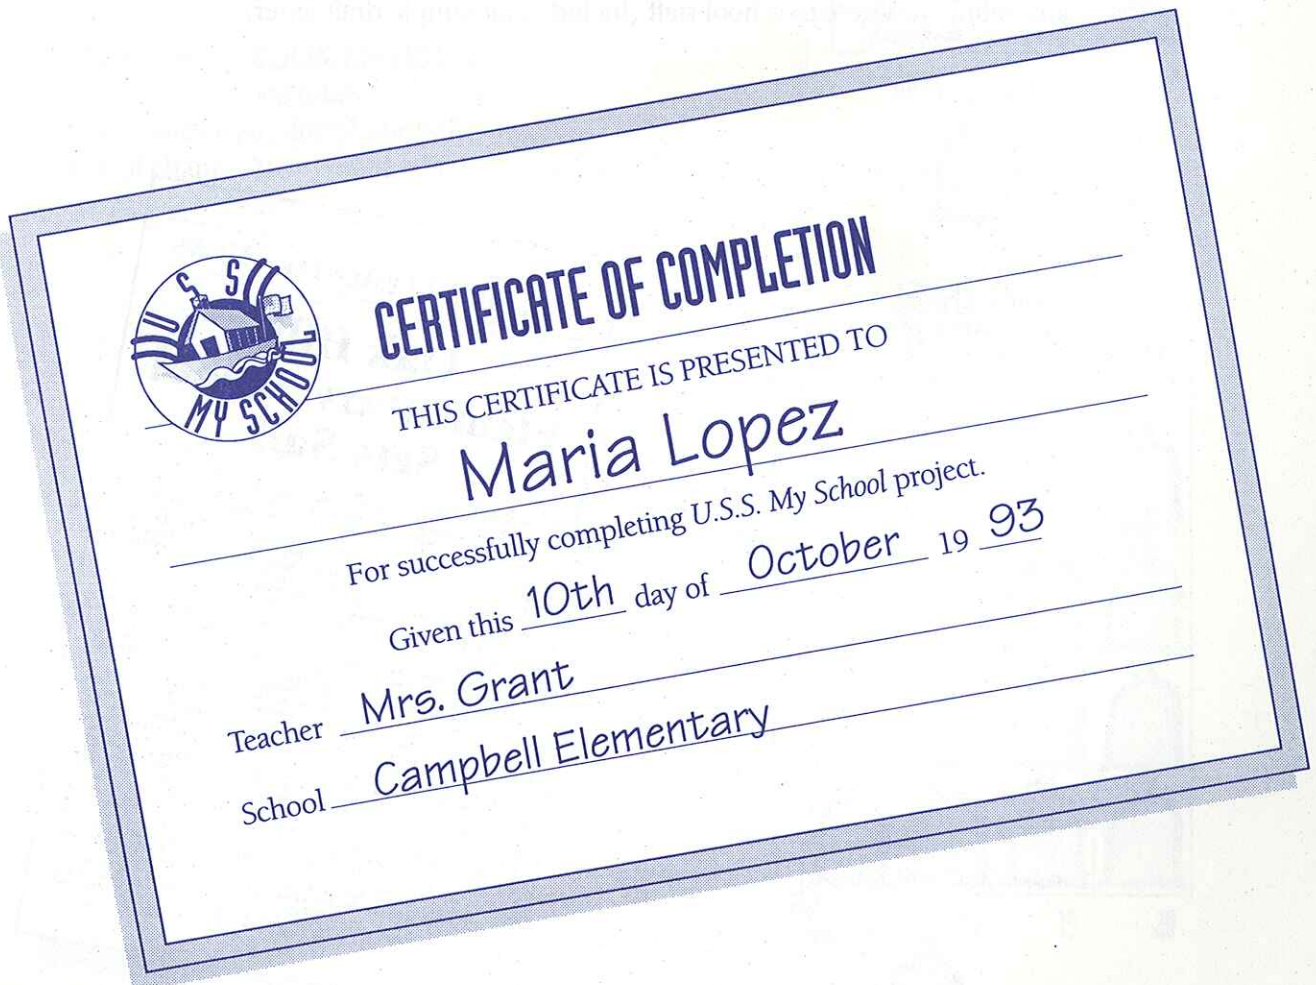 U S S
MY SCHOOL
CERTIFICATE OF COMPLETION
THIS CERTIFICATE IS PRESENTED TO
Maria Lopez
For successfully completing U.S.S. My School project.
Given this 10th day of October 19 93
Teacher Mrs. Grant
School Campbell Elementary